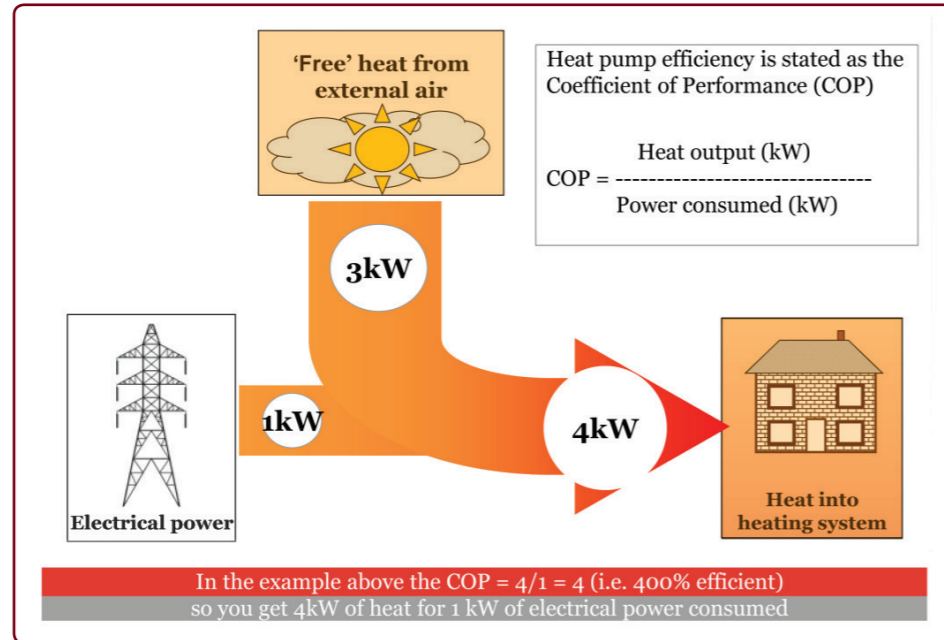 ‘Free’ heat from
external air
Heat pump efficiency is stated as the
Coefficient of Performance (COP)
Heat output (kW)
COP = -------------------------------
Power consumed (kW)
3kW
1kW
4kW
Electrical power
Heat into
heating system
In the example above the COP = 4/1 = 4 (i.e. 400% efficient)
so you get 4kW of heat for 1 kW of electrical power consumed